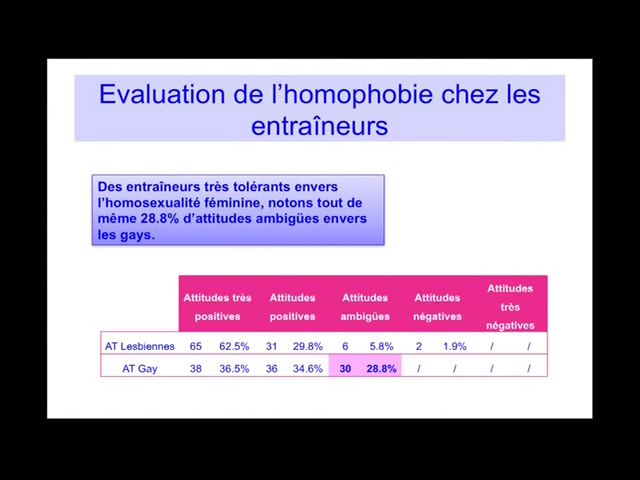 Evaluation de l’homophobie chez les
entraîneurs
Des entraîneurs très tolérants envers
l’homosexualité féminine, notons tout de
même 28.8% d’attitudes ambigües envers
les gays.
Attitudes très positives Attitudes positives Attitudes ambigües Attitudes négatives Attitudes très négatives
AT Lesbiennes 65 62.5% 31 29.8% 6 5.8% 2 1.9% / /
AT Gay 38 36.5% 36 34.6% 30 28.8% / / / /